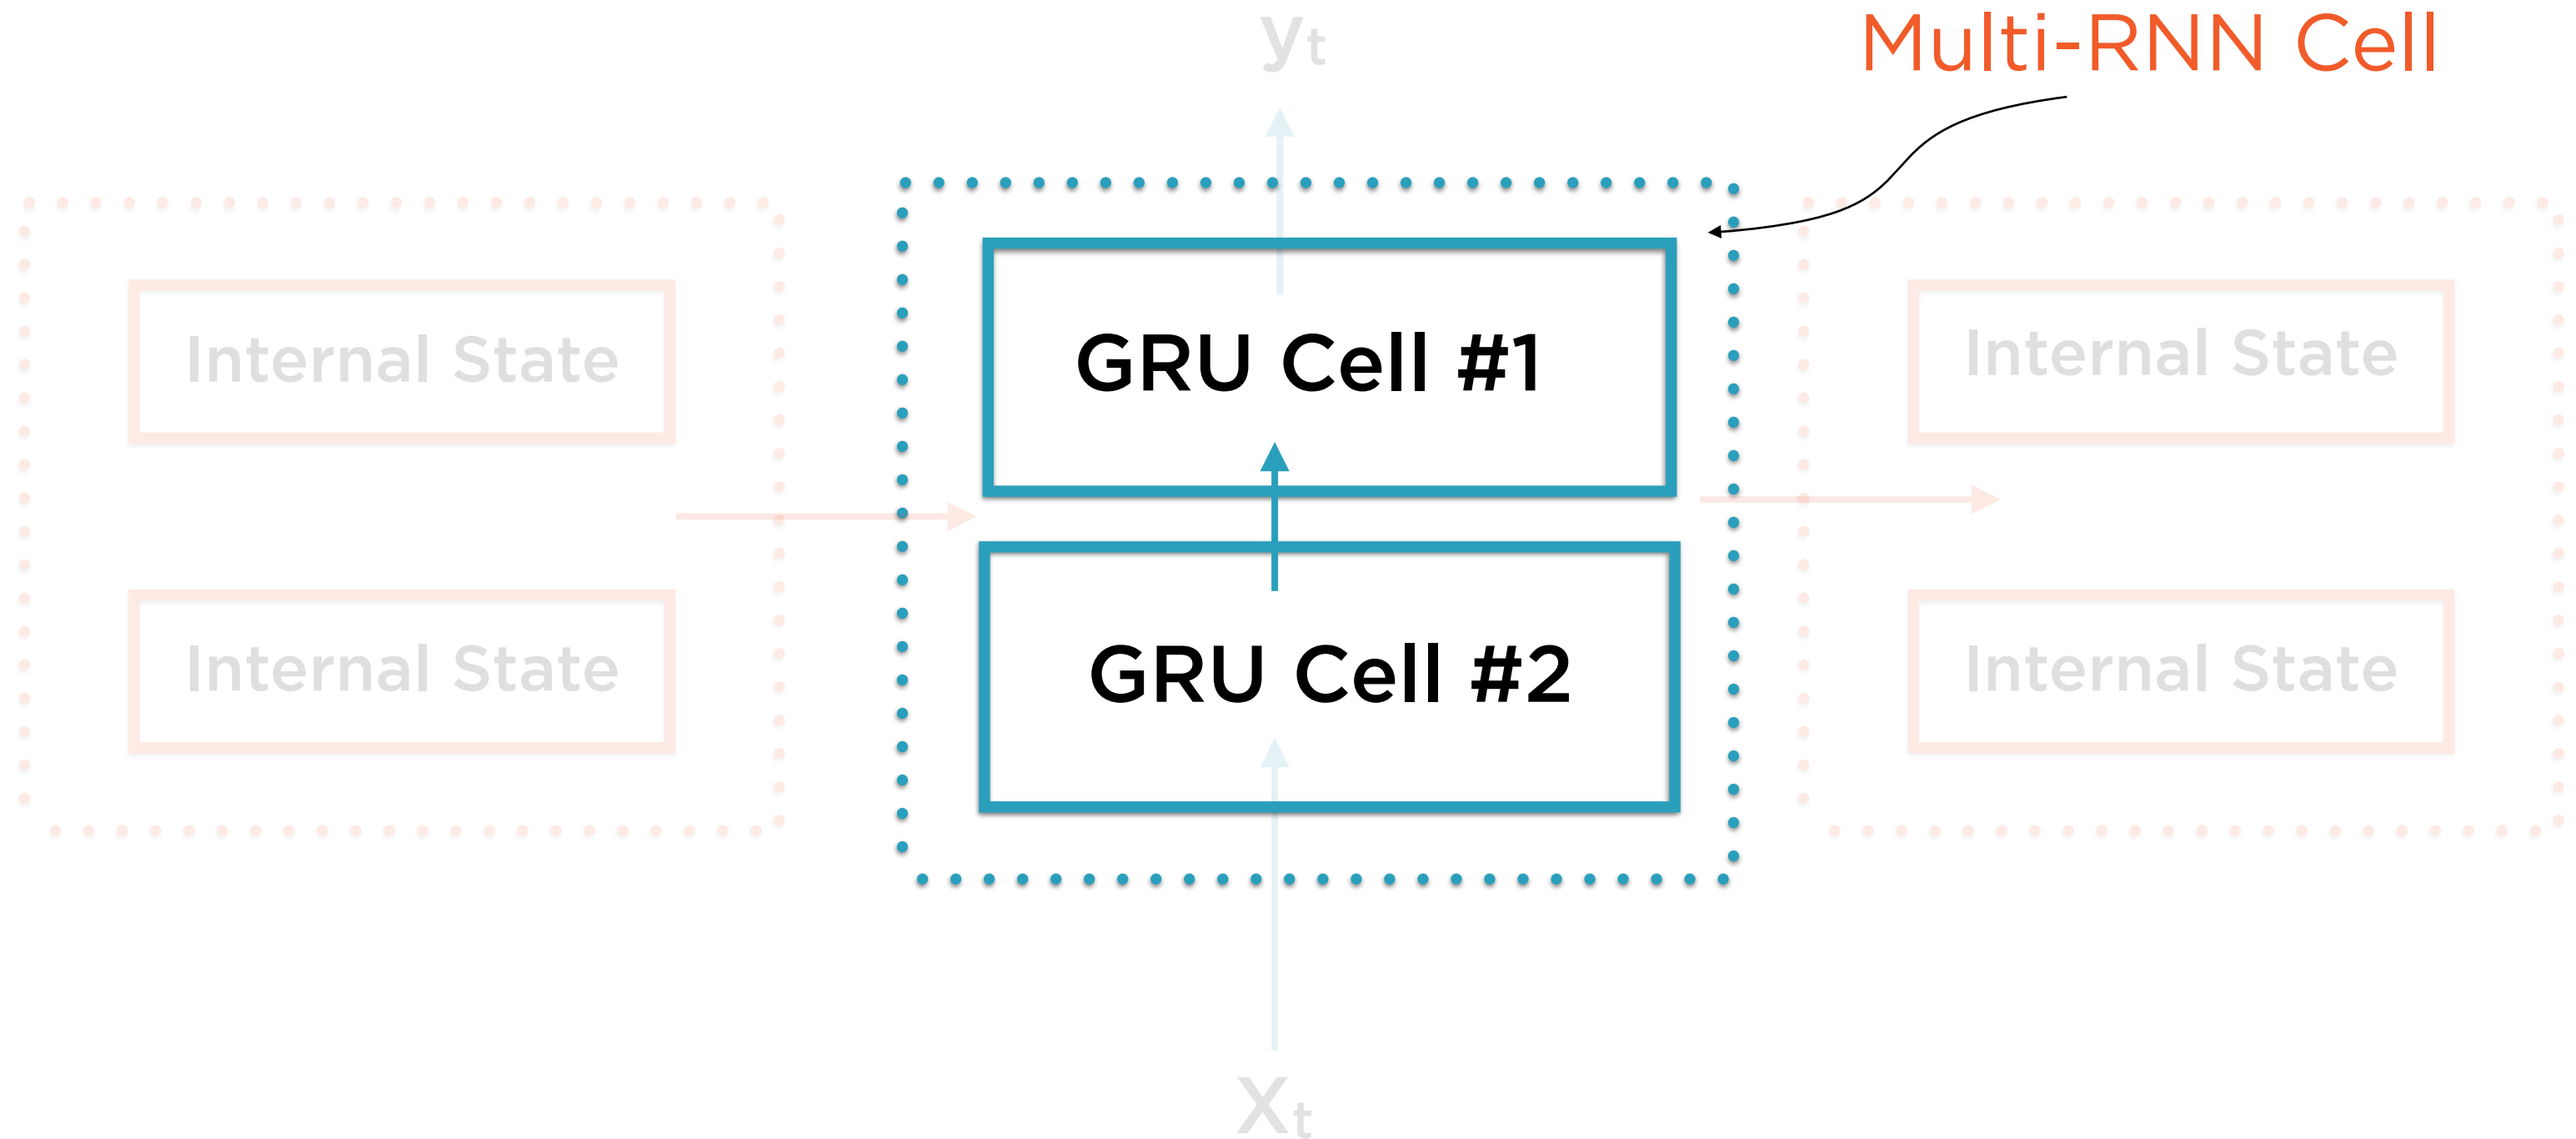 yt
Multi-RNN Cell
GRU Cell #1
Internal State
Internal State
GRU Cell #2
Internal State
Internal State
Xt